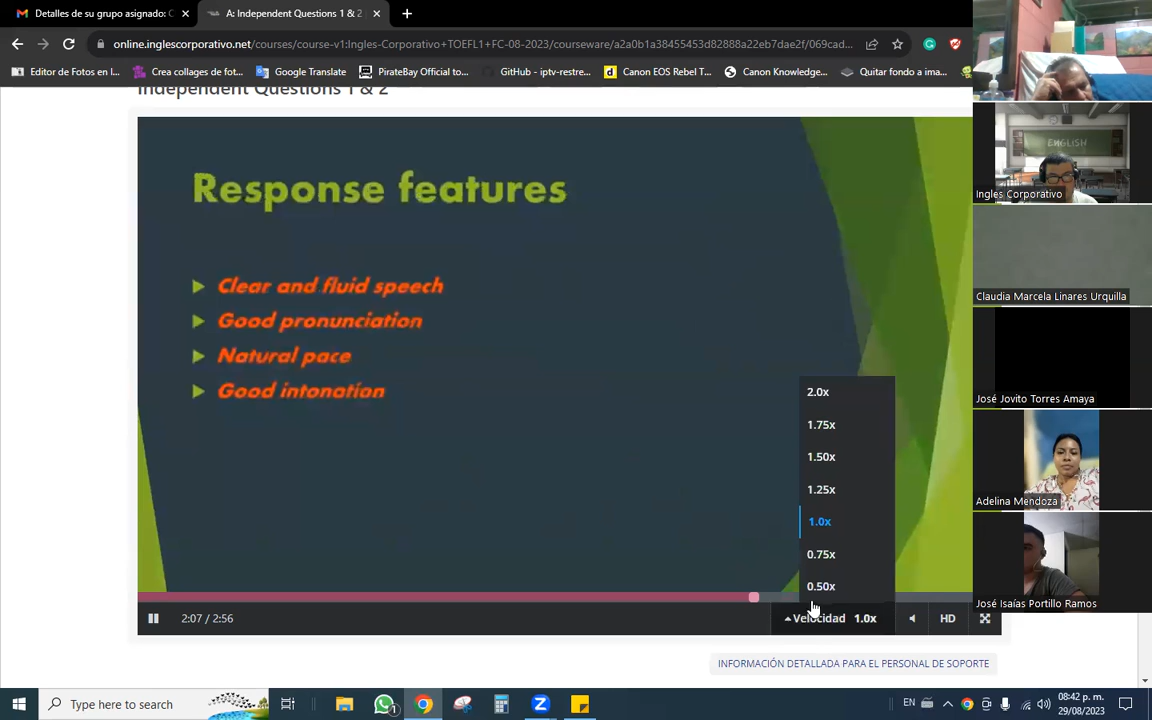 Detalles de su grupo asignado: C
A: Independent Questions 1 & 2
online.inglescorporativo.net/courses/course-v1:Ingles-Corporativo+TOEFL1+FC-08-2023/courseware/a2a0b1a38455453d82888a22eb7dae2f/069cad...
Editor de Fotos en l...
Crea collages de fot...
Google Translate
PirateBay Official to...
GitHub - iptv-restre...
Canon EOS Rebel T...
Canon Knowledge...
Quitar fondo a ima...
Independent Questions 1 & 2
Response features
Clear and fluid speech
Good pronunciation
Natural pace
Good intonation
2.0x
1.75x
1.50x
1.25x
1.0x
0.75x
0.50x
2:07 / 2:56
Velocidad 1.0x
HD
INFORMACIÓN DETALLADA PARA EL PERSONAL DE SOPORTE
ENGLISH
Ingles Corporativo
Claudia Marcela Linares Urquilla
José Jovito Torres Amaya
Adelina Mendoza
José Isaías Portillo Ramos
Type here to search
1
EN
08:42 p. m.
29/08/2023